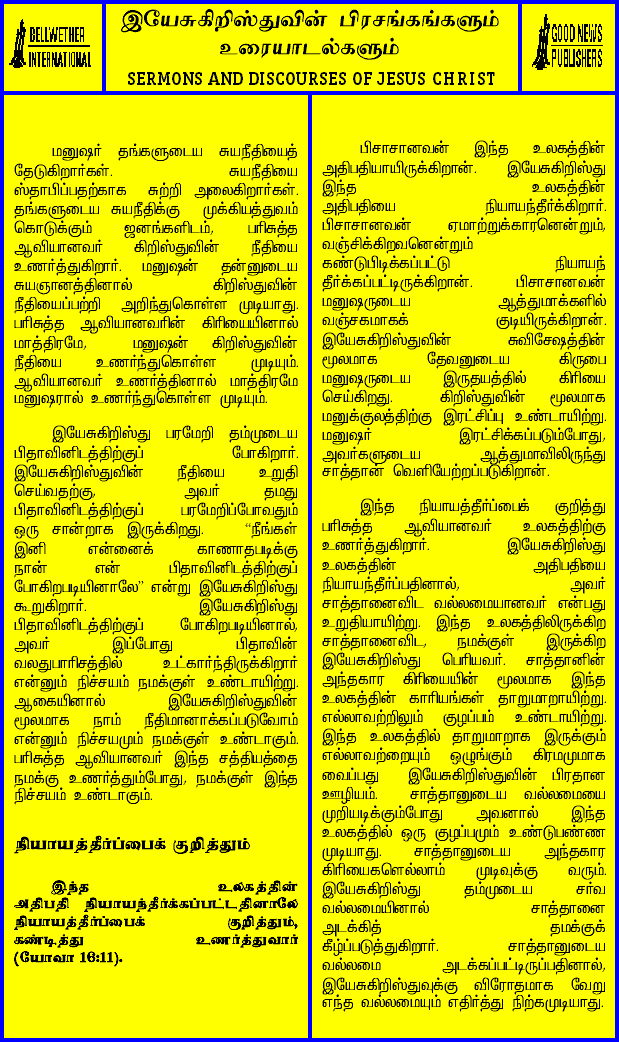 BELLWETHER
INTERNATIONAL
இயேசுகிறிஸ்துவின் பிரசங்கங்களும்
உரையாடல்களும்
SERMONS AND DISCOURSES OF JESUS CHRIST
GOOD NEWS
PUBLISHERS
மனுஷர் தங்களுடைய சுயநீதியைத்
தேடுகிறார்கள். சுயநீதியை
ஸ்தாபிப்பதற்காக சுற்றி அலைகிறார்கள்.
தங்களுடைய சுயநீதிக்கு முக்கியத்துவம்
கொடுக்கும் ஜனங்களிடம், பரிசுத்த
ஆவியானவர் கிறிஸ்துவின் நீதியை
உணர்த்துகிறார். மனுஷன் தன்னுடைய
சுயஞானத்தினால் கிறிஸ்துவின்
நீதியைப்பற்றி அறிந்துகொள்ள முடியாது.
பரிசுத்த ஆவியானவரின் கிரியையினால்
மாத்திரமே, மனுஷன் கிறிஸ்துவின்
நீதியை உணர்ந்துகொள்ள முடியும்.
ஆவியானவர் உணர்த்தினால் மாத்திரமே
மனுஷரால் உணர்ந்துகொள்ள முடியும்.
இயேசுகிறிஸ்து பரமேறி தம்முடைய
பிதாவினிடத்திற்குப் போகிறார்.
இயேசுகிறிஸ்துவின் நீதியை உறுதி
செய்வதற்கு, அவர் தமது
பிதாவினிடத்திற்குப் பரமேறிப்போவதும்
ஒரு சான்றாக இருக்கிறது. “நீங்கள்
இனி என்னைக் காணாதபடிக்கு
நான் என் பிதாவினிடத்திற்குப்
போகிறபடியினாலே” என்று இயேசுகிறிஸ்து
கூறுகிறார். இயேசுகிறிஸ்து
பிதாவினிடத்திற்குப் போகிறபடியினால்,
அவர் இப்போது பிதாவின்
வலதுபாரிசத்தில் உட்கார்ந்திருக்கிறார்
என்னும் நிச்சயம் நமக்குள் உண்டாயிற்று.
ஆகையினால் இயேசுகிறிஸ்துவின்
மூலமாக நாம் நீதிமானாக்கப்படுவோம்
என்னும் நிச்சயமும் நமக்குள் உண்டாகும்.
பரிசுத்த ஆவியானவர் இந்த சத்தியத்தை
நமக்கு உணர்த்தும்போது, நமக்குள் இந்த
நிச்சயம் உண்டாகும்.
நியாயத்தீர்ப்பைக் குறித்தும்
இந்த உலகத்தின்
அதிபதி நியாயந்தீர்க்கப்பட்டதினாலே
நியாயத்தீர்ப்பைக் குறித்தும்,
கண்டித்து உணர்த்துவார்
(யோவா 16:11).
பிசாசானவன் இந்த உலகத்தின்
அதிபதியாயிருக்கிறான். இயேசுகிறிஸ்து
இந்த உலகத்தின்
அதிபதியை நியாயந்தீர்க்கிறார்.
பிசாசானவன் ஏமாற்றுக்காரனென்றும்,
வஞ்சிக்கிறவனென்றும்
கண்டுபிடிக்கப்பட்டு நியாயந்
தீர்க்கப்பட்டிருக்கிறான். பிசாசானவன்
மனுஷருடைய ஆத்துமாக்களில்
வஞ்சகமாகக் குடியிருக்கிறான்.
இயேசுகிறிஸ்துவின் சுவிசேஷத்தின்
மூலமாக தேவனுடைய கிருபை
மனுஷருடைய இருதயத்தில் கிரியை
செய்கிறது. கிறிஸ்துவின் மூலமாக
மனுக்குலத்திற்கு இரட்சிப்பு உண்டாயிற்று.
மனுஷர் இரட்சிக்கப்படும்போது,
அவர்களுடைய ஆத்துமாவிலிருந்து
சாத்தான் வெளியேற்றப்படுகிறான்.
இந்த நியாயத்தீர்ப்பைக் குறித்து
பரிசுத்த ஆவியானவர் உலகத்திற்கு
உணர்த்துகிறார். இயேசுகிறிஸ்து
உலகத்தின் அதிபதியை
நியாயந்தீர்ப்பதினால், அவர்
சாத்தானைவிட வல்லமையானவர் என்பது
உறுதியாயிற்று. இந்த உலகத்திலிருக்கிற
சாத்தானைவிட, நமக்குள் இருக்கிற
இயேசுகிறிஸ்து பெரியவர். சாத்தானின்
அந்தகார கிரியையின் மூலமாக இந்த
உலகத்தின் காரியங்கள் தாறுமாறாயிற்று.
எல்லாவற்றிலும் குழப்பம் உண்டாயிற்று.
இந்த உலகத்தில் தாறுமாறாக இருக்கும்
எல்லாவற்றையும் ஒழுங்கும் கிரமமுமாக
வைப்பது இயேசுகிறிஸ்துவின் பிரதான
ஊழியம். சாத்தானுடைய வல்லமையை
முறியடிக்கும்போது அவனால் இந்த
உலகத்தில் ஒரு குழப்பமும் உண்டுபண்ண
முடியாது. சாத்தானுடைய அந்தகார
கிரியைகளெல்லாம் முடிவுக்கு வரும்.
இயேசுகிறிஸ்து தம்முடைய சர்வ
வல்லமையினால் சாத்தானை
அடக்கித் தமக்குக்
கீழ்ப்படுத்துகிறார். சாத்தானுடைய
வல்லமை அடக்கப்பட்டிருப்பதினால்,
இயேசுகிறிஸ்துவுக்கு விரோதமாக வேறு
எந்த வல்லமையும் எதிர்த்து நிற்கமுடியாது.